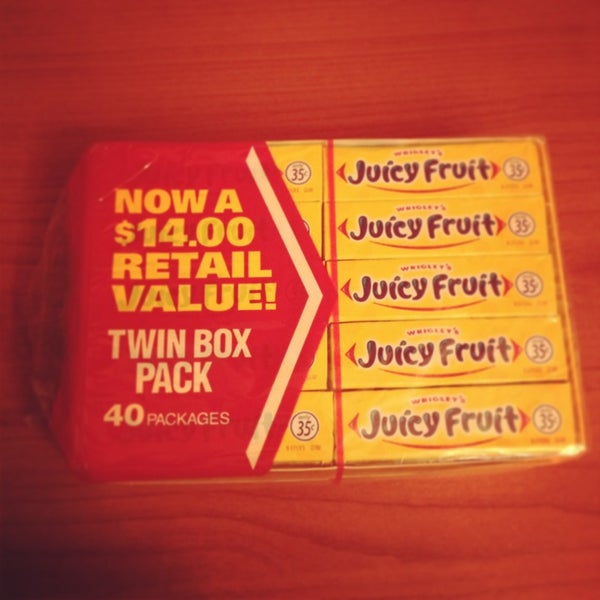 NOW A
$14.00
RETAIL
VALUE!
TWIN BOX
PACK
40 PACKAGES
35¢
WRIGLEY'S
Juicy Fruit
35¢
WRIGLEY'S
Juicy Fruit
35¢
WRIGLEY'S
Juicy Fruit
35¢
WRIGLEY'S
Juicy Fruit
35¢
35¢
WRIGLEY'S
Juicy Fruit
35¢